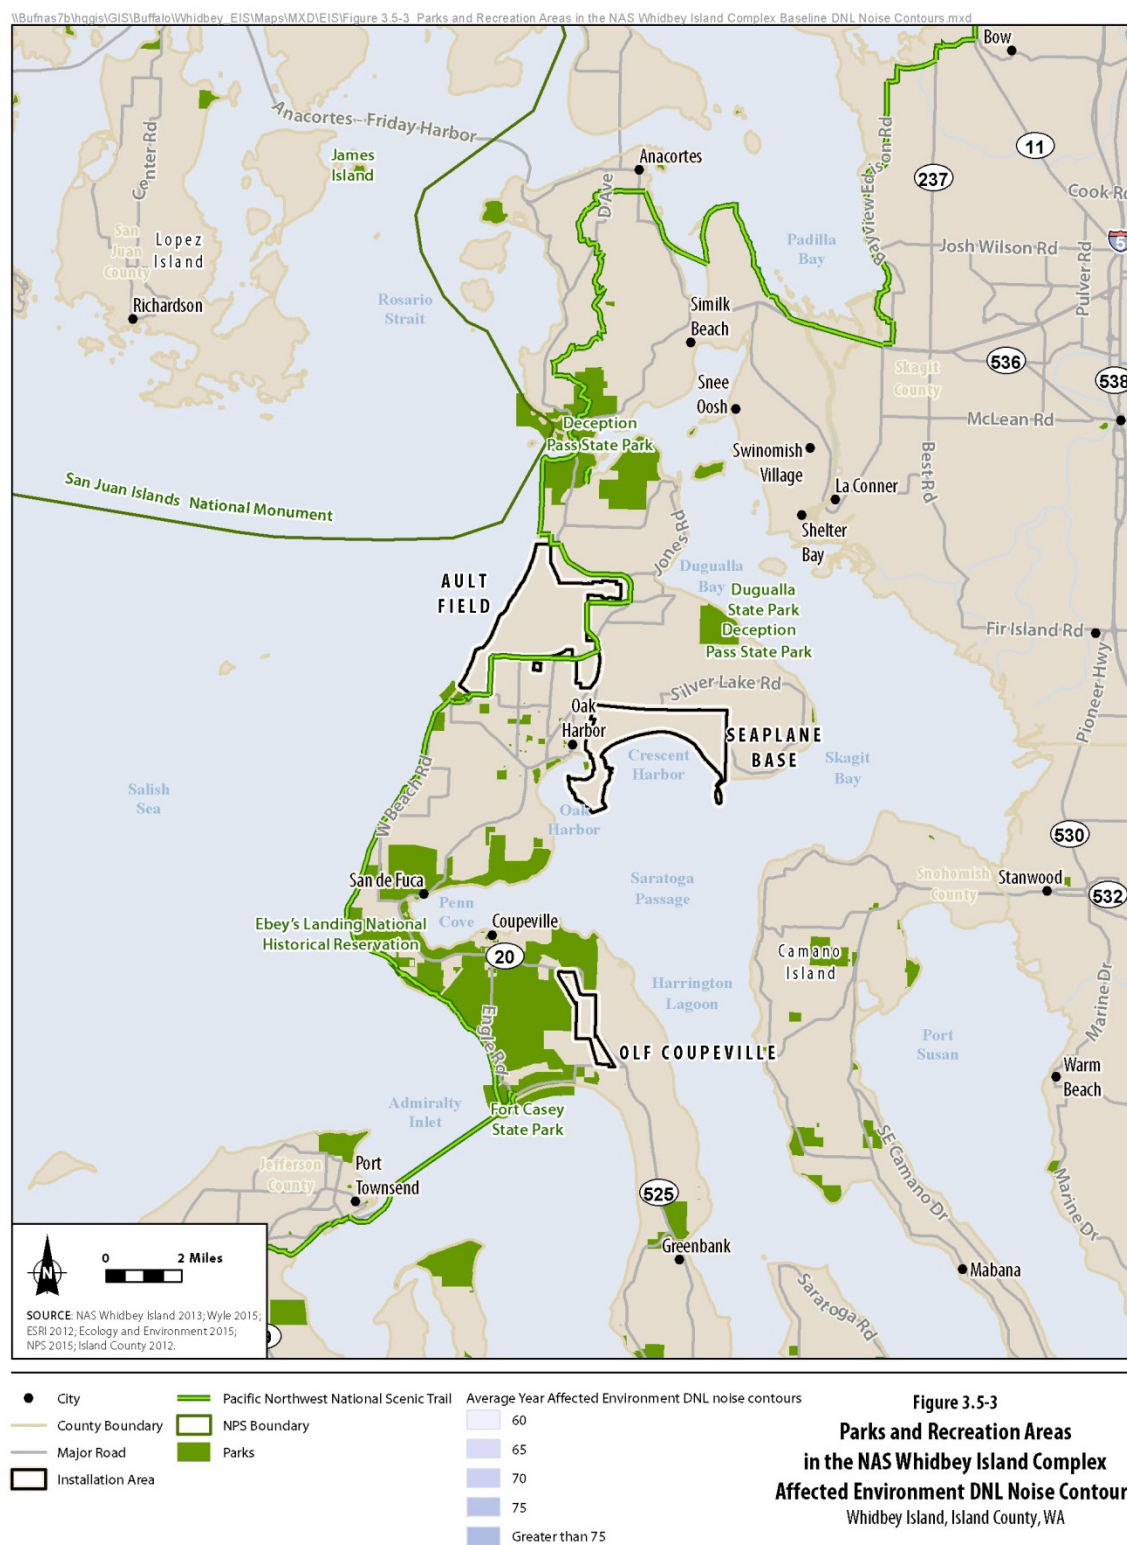 \\Bufnas7b\hqgis\GIS\Buffalo\Whidbey_EIS\Maps\MXD\EIS\Figure 3.5-3 Parks and Recreation Areas in the NAS Whidbey Island Complex Baseline DNL Noise Contours.mxd
Bow
Anacortes - Friday Harbor
Center Rd
James
Island
Anacortes
D Ave
Bayview Edison Rd
11
237
Cook Rd
San
Juan
County
Lopez
Island
Padilla
Bay
Josh Wilson Rd
5
Pulver Rd
Richardson
Rosario
Strait
Similk
Beach
536
Skagit
County
538
Snee
Oosh
McLean Rd
Deception
Pass State Park
Swinomish
Village
Best Rd
La Conner
San Juan Islands National Monument
Shelter
Bay
Jones Rd
AULT
FIELD
Dugualla
Bay
Dugualla
State Park
Deception
Pass State Park
Fir Island Rd
Pioneer Hwy
Silver Lake Rd
Oak
Harbor
SEAPLANE
BASE
Crescent
Harbor
Skagit
Bay
Salish
Sea
W Beach Rd
Oak
Harbor
530
San de Fuca
Saratoga
Passage
Snohomish
County
Stanwood
532
Penn
Cove
Ebey's Landing National
Historical Reservation
Coupeville
20
Camano
Island
Harrington
Lagoon
Marine Dr
Engle Rd
OLF COUPEVILLE
Port
Susan
Warm
Beach
Admiralty
Inlet
Fort Casey
State Park
SE Camano Dr
Jefferson
County
Port
Townsend
525
Marine Dr
Greenbank
Mabana
Saratoga Rd
N
0 2 Miles
SOURCE: NAS Whidbey Island 2013; Wyle 2015;
ESRI 2012; Ecology and Environment 2015;
NPS 2015; Island County 2012.
City
County Boundary
Major Road
Installation Area
Pacific Northwest National Scenic Trail
NPS Boundary
Parks
Average Year Affected Environment DNL noise contours
60
65
70
75
Greater than 75
Figure 3.5-3
Parks and Recreation Areas
in the NAS Whidbey Island Complex
Affected Environment DNL Noise Contour
Whidbey Island, Island County, WA